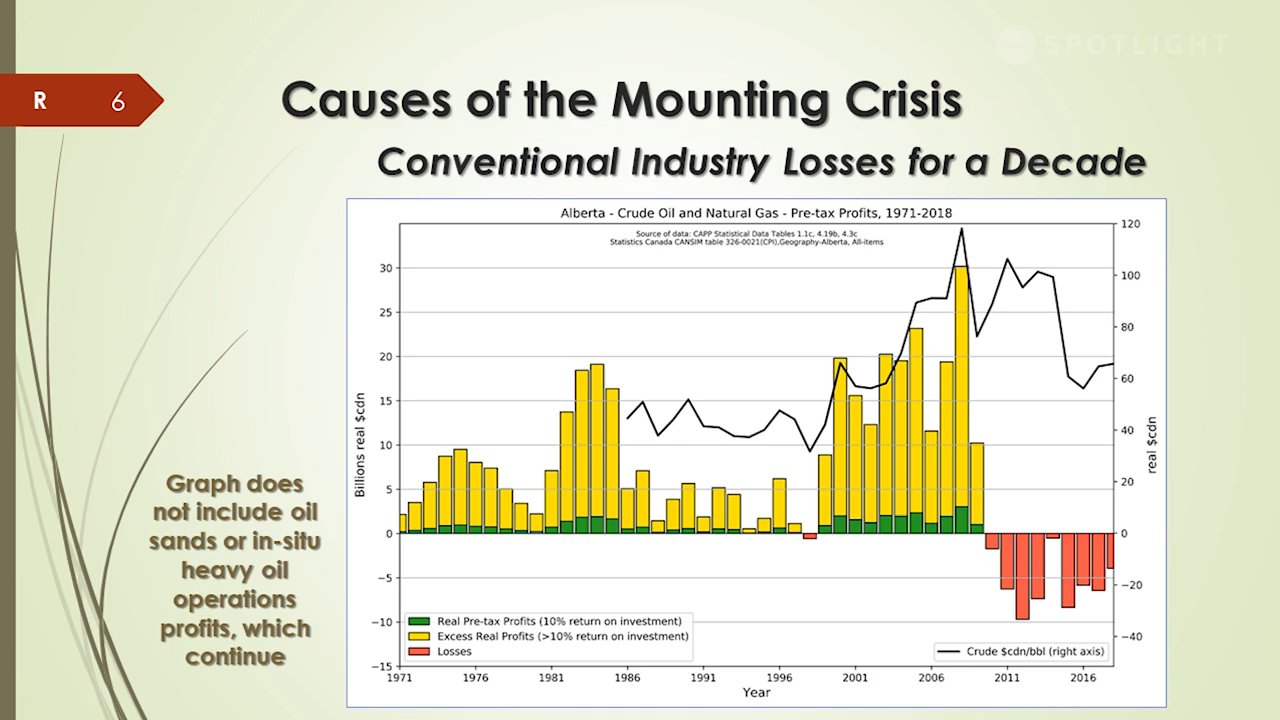 SPOTLIGHT
R 6
Causes of the Mounting Crisis
Conventional Industry Losses for a Decade
Alberta - Crude Oil and Natural Gas - Pre-tax Profits, 1971-2018
Source of data: CAPP Statistical Data Tables 1.1c, 4.19b, 4.3c
Statistics Canada CANSIM table 326-0021(CPI),Geography-Alberta, All-items
30
25
20
15
10
5
0
−5
−10
−15
Billions real $cdn
120
100
80
60
40
20
0
−20
−40
real $cdn
Real Pre-tax Profits (10% return on investment)
Excess Real Profits (>10% return on investment)
Losses
Crude $cdn/bbl (right axis)
1971 1976 1981 1986 1991 1996 2001 2006 2011 2016
Year
Graph does
not include oil
sands or in-situ
heavy oil
operations
profits, which
continue